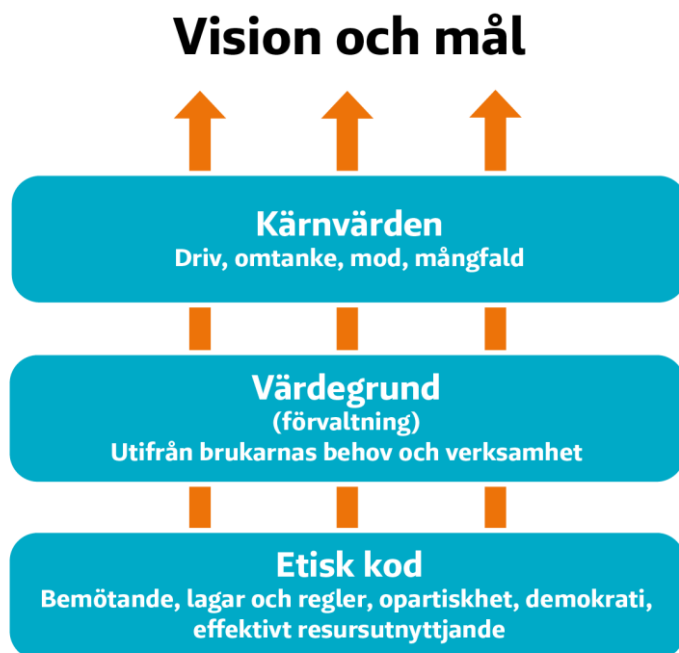 Vision och mål
Kärnvärden
Driv, omtanke, mod, mångfald
Värdegrund
(förvaltning)
Utifrån brukarnas behov och verksamhet
Etisk kod
Bemötande, lagar och regler, opartiskhet, demokrati,
effektivt resursutnyttjande